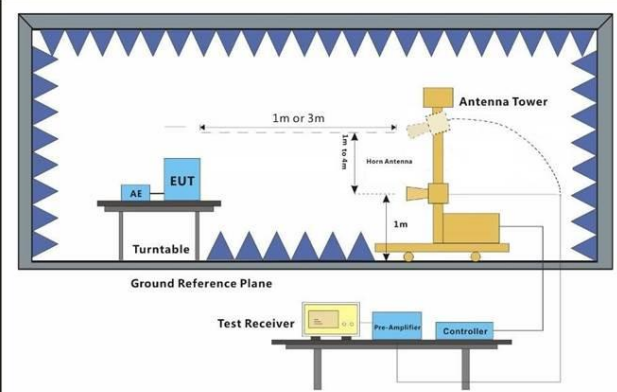 Antenna Tower
1m or 3m
1m to 4m
Horn Antenna
EUT
AE
1m
Turntable
Ground Reference Plane
Test Receiver
Pre-Amplifier
Controller